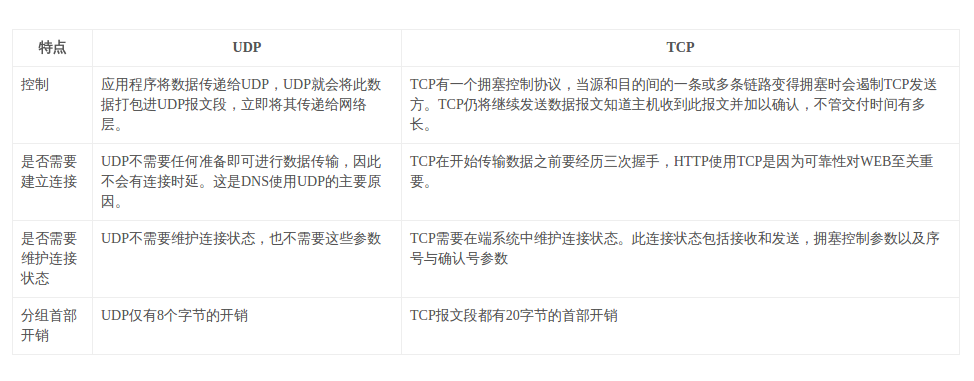 特点
UDP
TCP
控制
应用程序将数据传递给UDP，UDP就会将此数
据打包进UDP报文段，立即将其传递给网络
层。
TCP有一个拥塞控制协议，当源和目的间的一条或多条链路变得拥塞时会遏制TCP发送
方。TCP仍将继续发送数据报文知道主机收到此报文并加以确认，不管交付时间有多
长。
是否需要
建立连接
UDP不需要任何准备即可进行数据传输，因此
不会有连接时延。这是DNS使用UDP的主要原
因。
TCP在开始传输数据之前要经历三次握手，HTTP使用TCP是因为可靠性对WEB至关重
要。
是否需要
维护连接
状态
UDP不需要维护连接状态，也不需要这些参数
TCP需要在端系统中维护连接状态。此连接状态包括接收和发送，拥塞控制参数以及序
号与确认号参数
分组首部
开销
UDP仅有8个字节的开销
TCP报文段都有20字节的首部开销